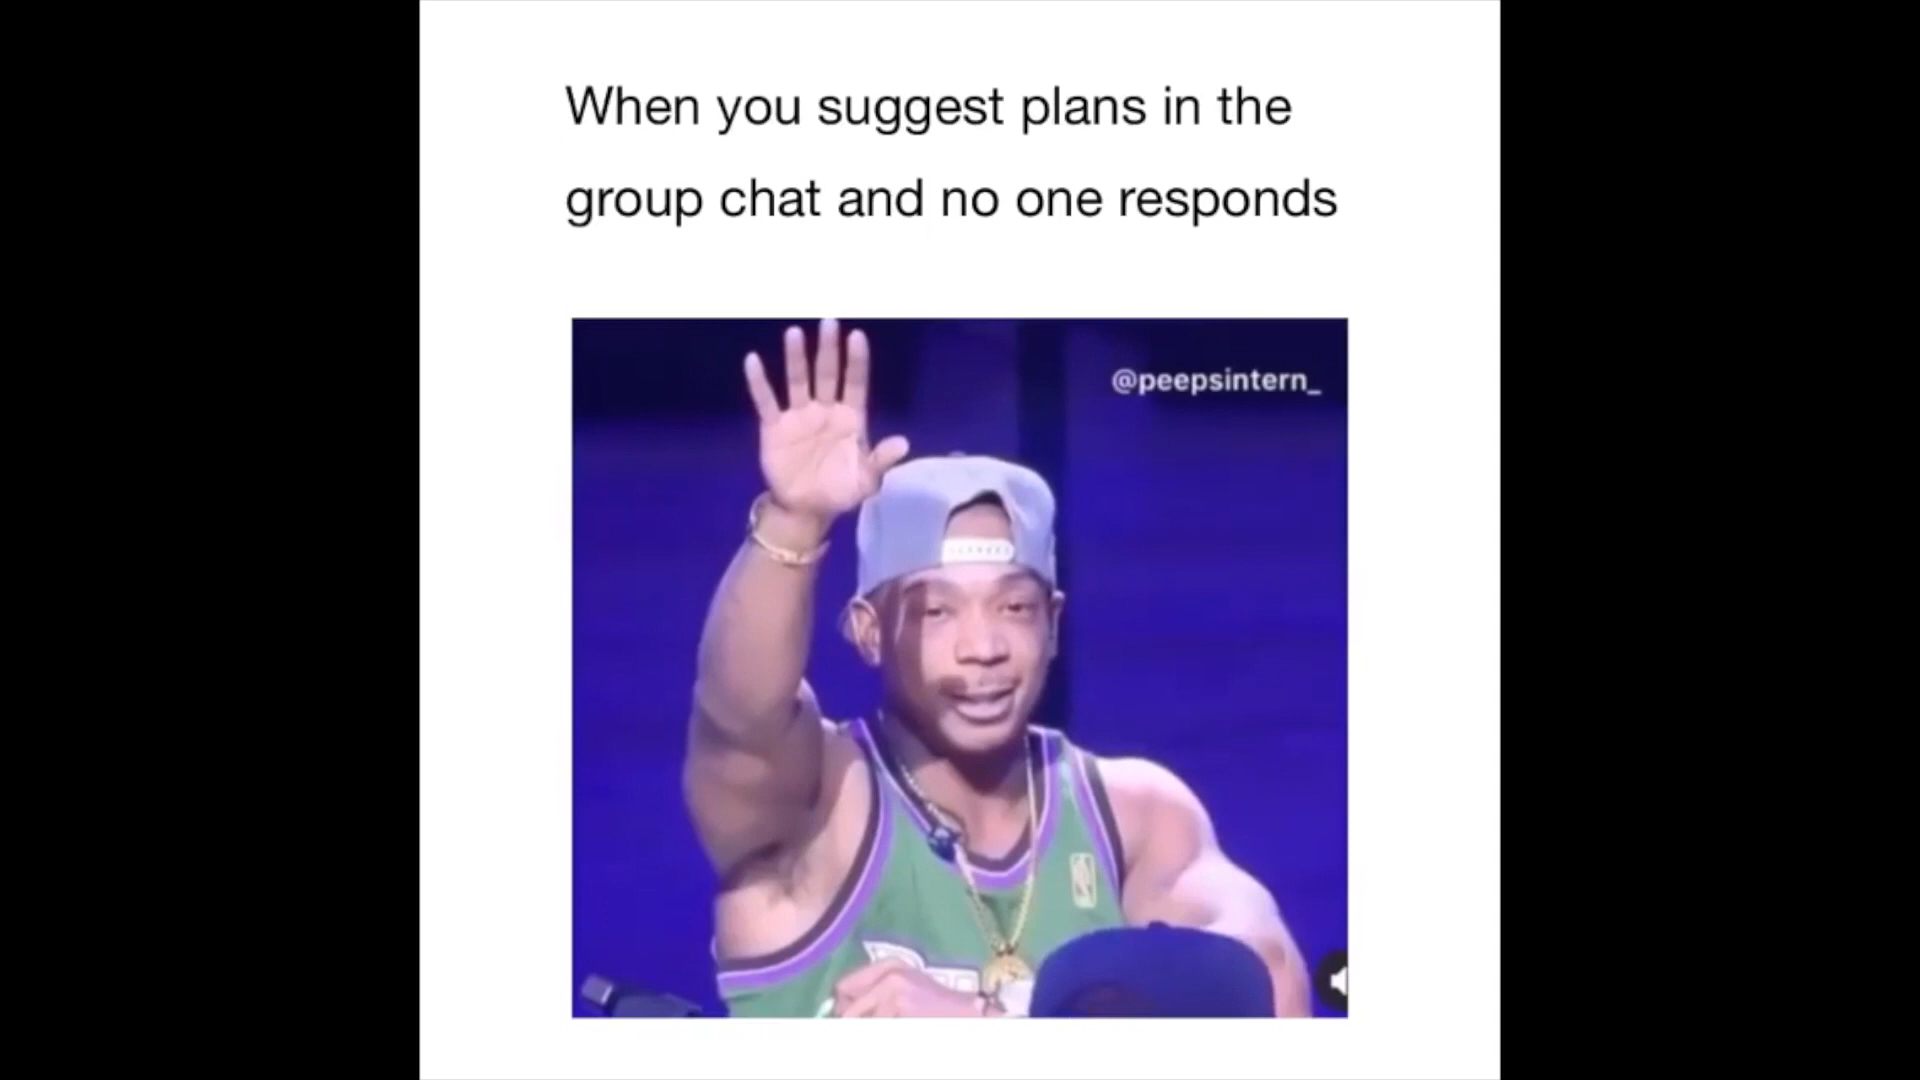 When you suggest plans in the
group chat and no one responds
@peepsintern_